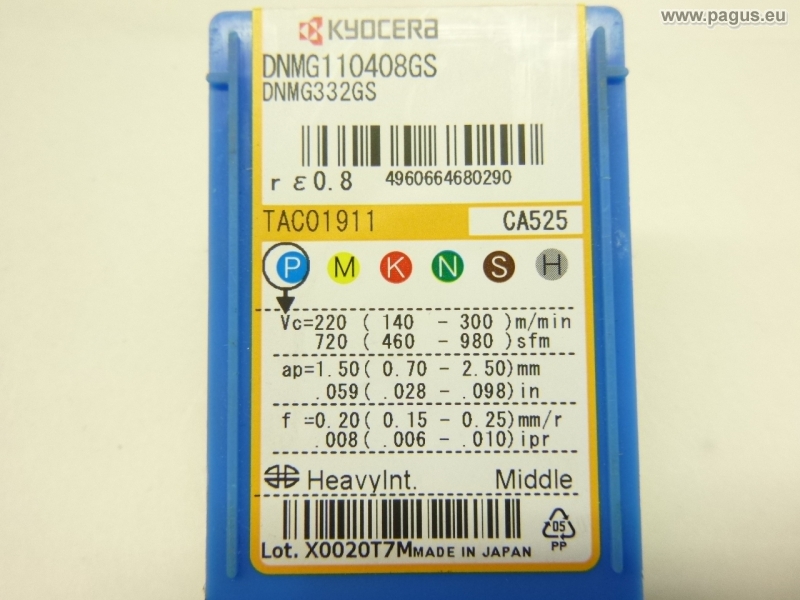 www.pagus.eu
KYOCERA
DNMG110408GS
DNMG332GS
rε0.8 4960664680290
TAC01911 CA525
P M K N S H
Vc=220 ( 140 - 300 )m/min
720 ( 460 - 980 )sfm
ap=1.50( 0.70 - 2.50)mm
.059( .028 - .098)in
f =0.20( 0.15 - 0.25)mm/r
.008( .006 - .010)ipr
HeavyInt. Middle
05
PP
Lot. X0020T7M MADE IN JAPAN